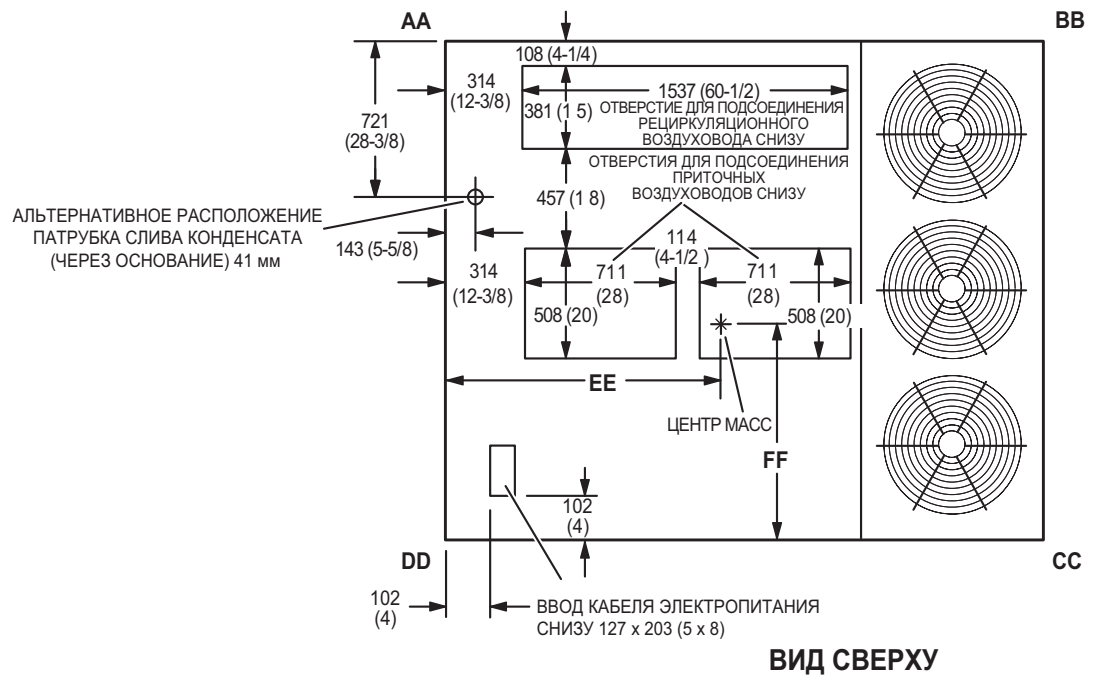 AA
BB
108 (4-1/4)
314
(12-3/8)
1537 (60-1/2)
721
(28-3/8)
381 (1 5)
ОТВЕРСТИЕ ДЛЯ ПОДСОЕДИНЕНИЯ
РЕЦИРКУЛЯЦИОННОГО
ВОЗДУХОВОДА СНИЗУ
ОТВЕРСТИЯ ДЛЯ ПОДСОЕДИНЕНИЯ
ПРИТОЧНЫХ
ВОЗДУХОВОДОВ СНИЗУ
457 (1 8)
АЛЬТЕРНАТИВНОЕ РАСПОЛОЖЕНИЕ
ПАТРУБКА СЛИВА КОНДЕНСАТА
(ЧЕРЕЗ ОСНОВАНИЕ) 41 мм
143 (5-5/8)
114
(4-1/2 )
314
(12-3/8)
711
(28)
711
(28)
508 (20)
508 (20)
EE
ЦЕНТР МАСС
FF
102
(4)
DD
CC
102
(4)
ВВОД КАБЕЛЯ ЭЛЕКТРОПИТАНИЯ
СНИЗУ 127 x 203 (5 x 8)
ВИД СВЕРХУ